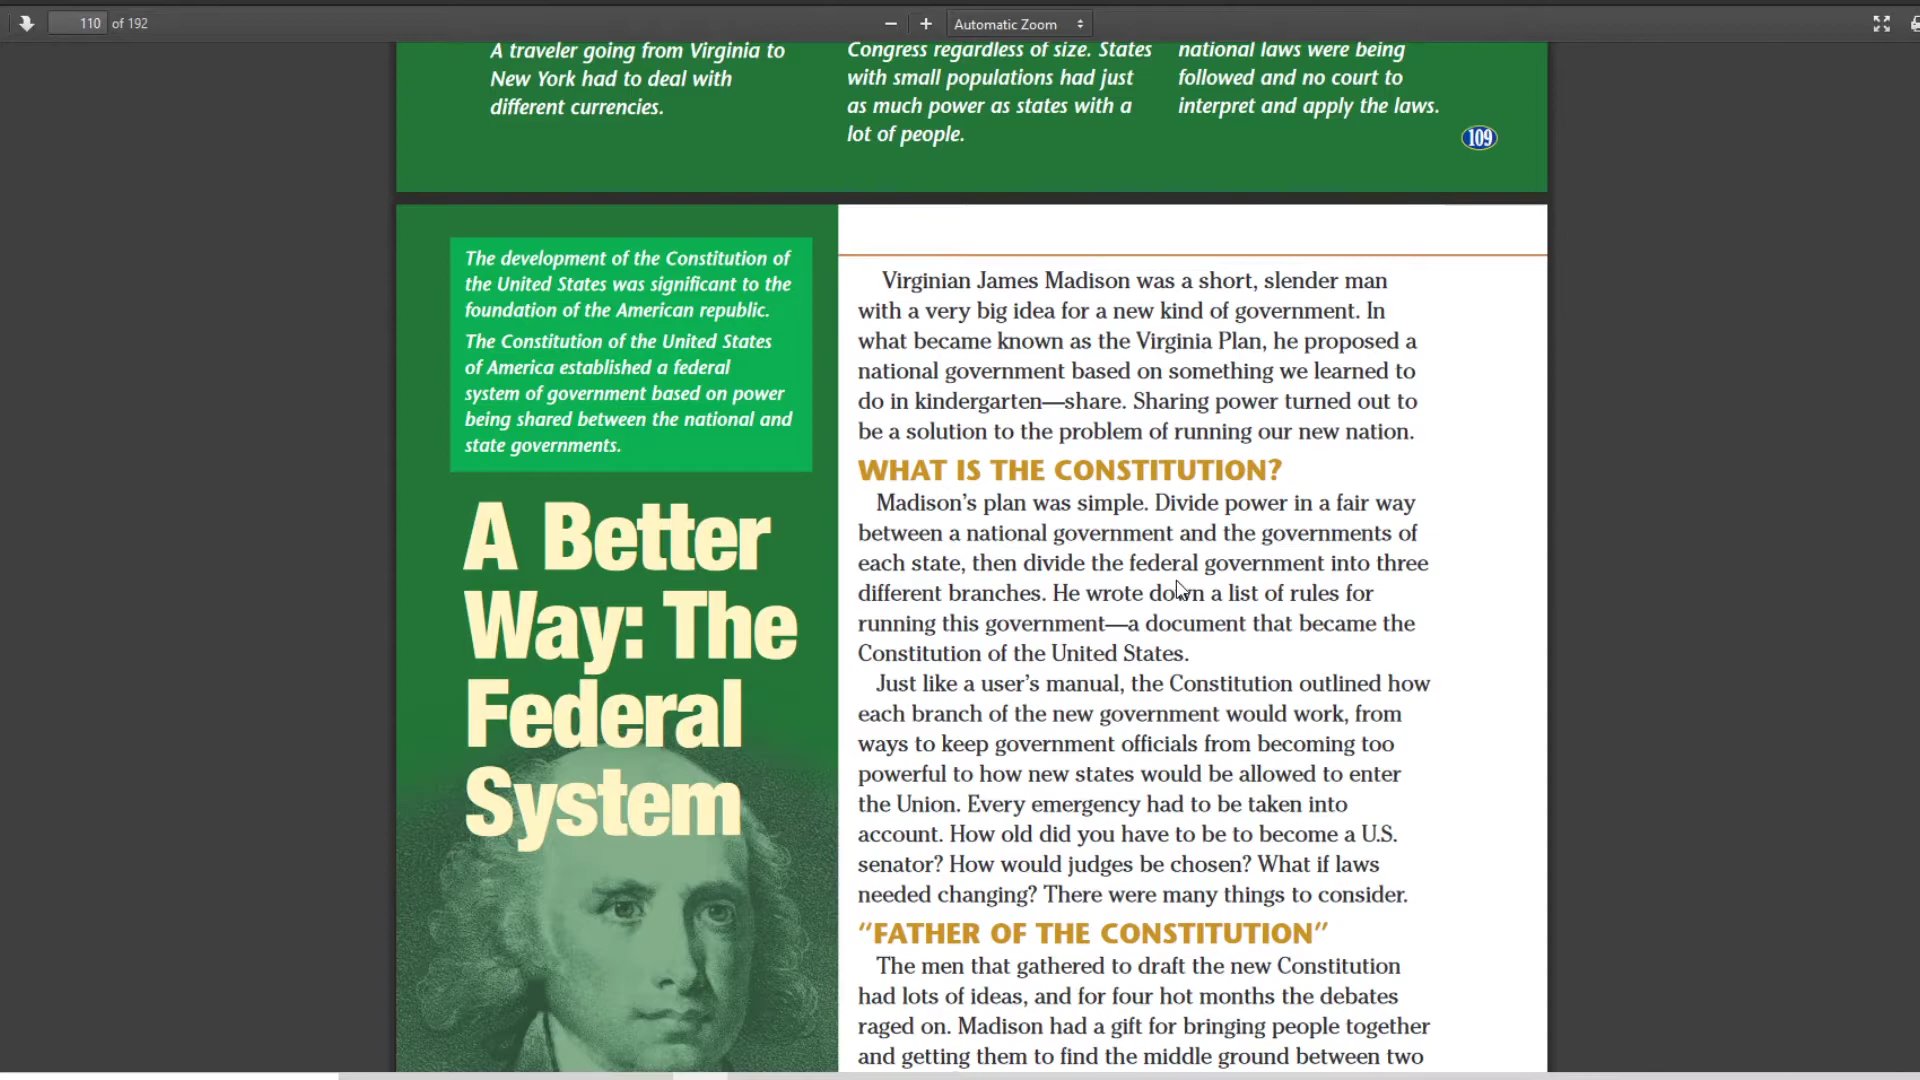 110 of 192
Automatic Zoom
A traveler going from Virginia to
New York had to deal with
different currencies.
Congress regardless of size. States
with small populations had just
as much power as states with a
lot of people.
national laws were being
followed and no court to
interpret and apply the laws.
109
The development of the Constitution of
the United States was significant to the
foundation of the American republic.
The Constitution of the United States
of America established a federal
system of government based on power
being shared between the national and
state governments.
A Better
Way: The
Federal
System
Virginian James Madison was a short, slender man
with a very big idea for a new kind of government. In
what became known as the Virginia Plan, he proposed a
national government based on something we learned to
do in kindergarten—share. Sharing power turned out to
be a solution to the problem of running our new nation.
WHAT IS THE CONSTITUTION?
Madison's plan was simple. Divide power in a fair way
between a national government and the governments of
each state, then divide the federal government into three
different branches. He wrote down a list of rules for
running this government—a document that became the
Constitution of the United States.
Just like a user's manual, the Constitution outlined how
each branch of the new government would work, from
ways to keep government officials from becoming too
powerful to how new states would be allowed to enter
the Union. Every emergency had to be taken into
account. How old did you have to be to become a U.S.
senator? How would judges be chosen? What if laws
needed changing? There were many things to consider.
"FATHER OF THE CONSTITUTION"
The men that gathered to draft the new Constitution
had lots of ideas, and for four hot months the debates
raged on. Madison had a gift for bringing people together
and getting them to find the middle ground between two